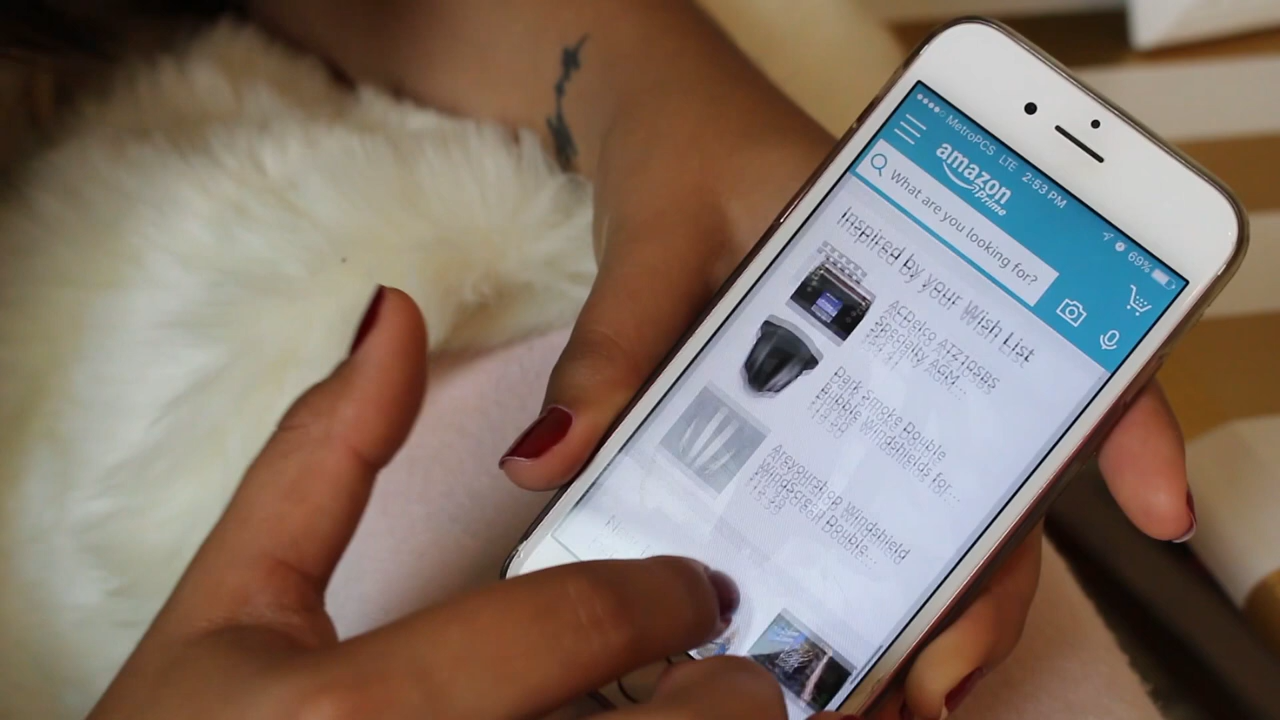 MetroPCS LTE 2:53 PM 69%
amazon
Prime
What are you looking for?
Inspired by your Wish List
ACDelco ATZ10SBS
Specialty AGM...
Dark Smoke Double
Bubble Windshields for...
Areyourshop Windshield
Windscreen Double...